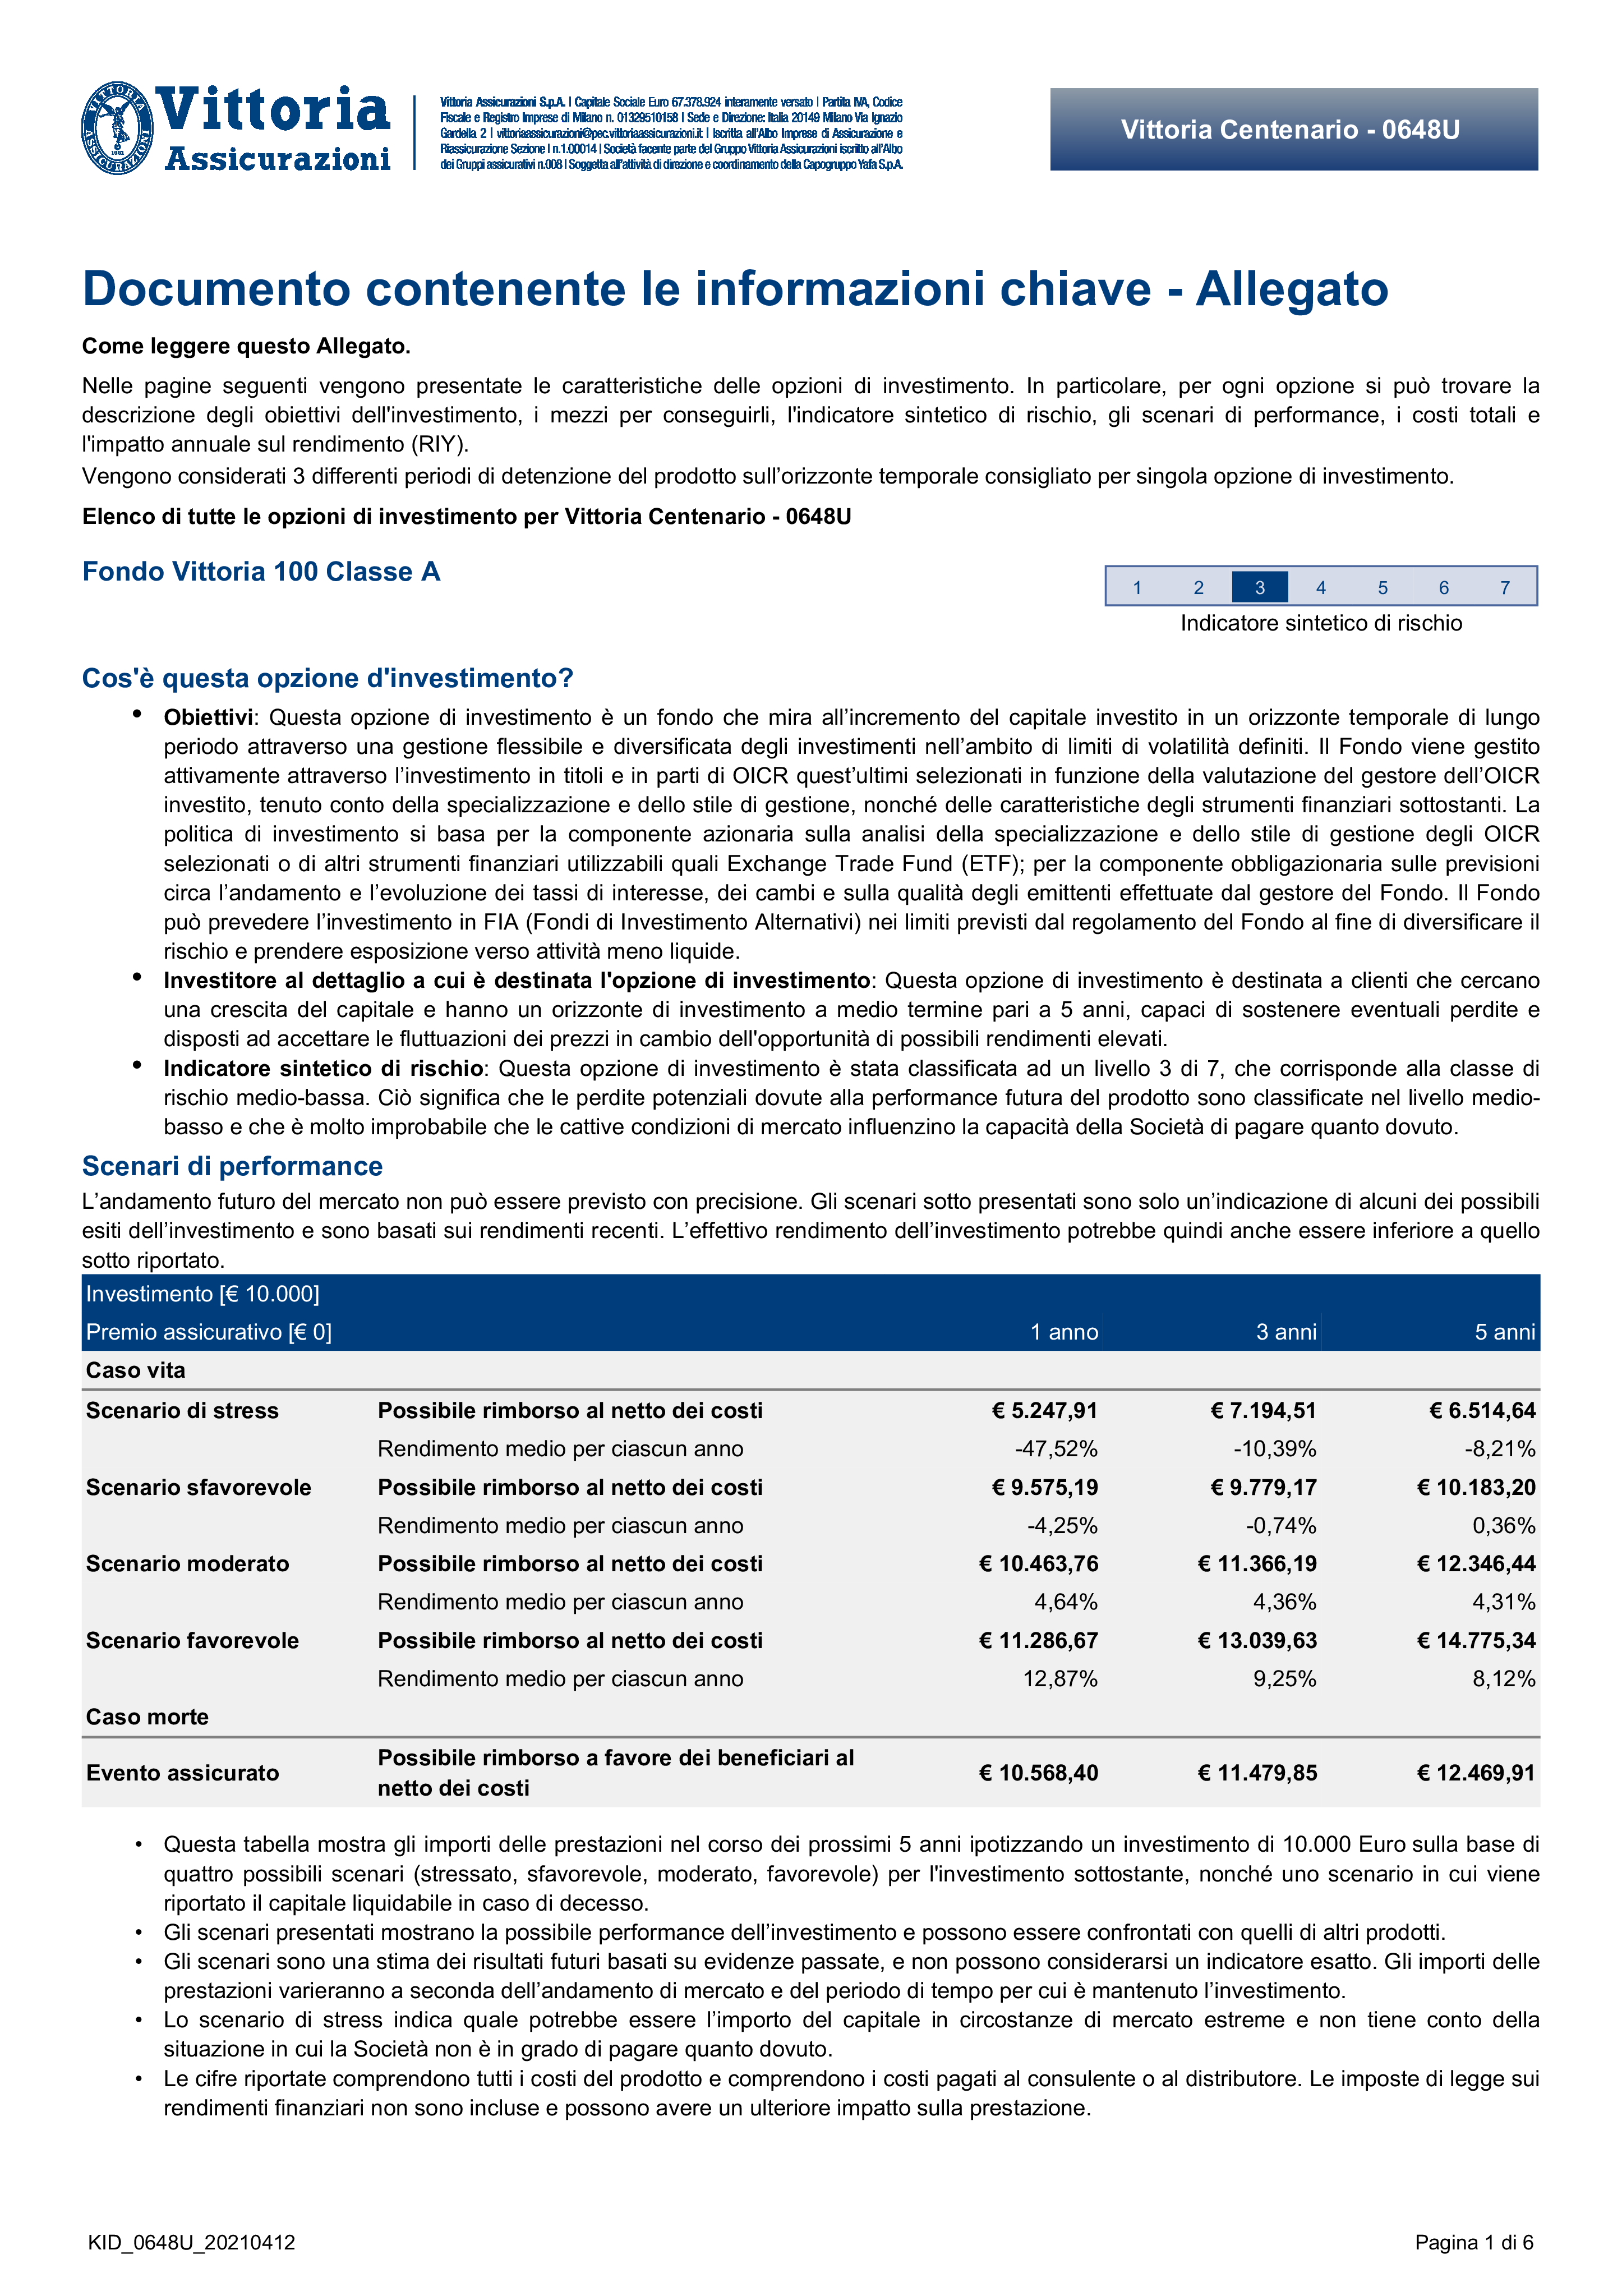 Vittoria
Assicurazioni
Vittoria Assicurazioni S.p.A. | Capitale Sociale Euro 67.378.924 interamente versato | Partita IVA, Codice
Fiscale e Registro Imprese di Milano n. 01329510158 | Sede e Direzione: Italia 20149 Milano Via Ignazio
Gardella 2 | vittoriaassicurazioni@pec.vittoriaassicurazioni.it | Iscritta all'Albo Imprese di Assicurazione e
Riassicurazione Sezione I n.1.00014 | Società facente parte del Gruppo Vittoria Assicurazioni iscritto all'Albo
dei Gruppi assicurativi n.008 | Soggetta all'attività di direzione e coordinamento della Capogruppo Yafa S.p.A.
Vittoria Centenario - 0648U
Documento contenente le informazioni chiave - Allegato
Come leggere questo Allegato.
Nelle pagine seguenti vengono presentate le caratteristiche delle opzioni di investimento. In particolare, per ogni opzione si può trovare la
descrizione degli obiettivi dell'investimento, i mezzi per conseguirli, l'indicatore sintetico di rischio, gli scenari di performance, i costi totali e
l'impatto annuale sul rendimento (RIY).
Vengono considerati 3 differenti periodi di detenzione del prodotto sull’orizzonte temporale consigliato per singola opzione di investimento.
Elenco di tutte le opzioni di investimento per Vittoria Centenario - 0648U
Fondo Vittoria 100 Classe A
1 2 3 4 5 6 7
Indicatore sintetico di rischio
Cos'è questa opzione d'investimento?
• Obiettivi: Questa opzione di investimento è un fondo che mira all’incremento del capitale investito in un orizzonte temporale di lungo
periodo attraverso una gestione flessibile e diversificata degli investimenti nell’ambito di limiti di volatilità definiti. Il Fondo viene gestito
attivamente attraverso l’investimento in titoli e in parti di OICR quest’ultimi selezionati in funzione della valutazione del gestore dell’OICR
investito, tenuto conto della specializzazione e dello stile di gestione, nonché delle caratteristiche degli strumenti finanziari sottostanti. La
politica di investimento si basa per la componente azionaria sulla analisi della specializzazione e dello stile di gestione degli OICR
selezionati o di altri strumenti finanziari utilizzabili quali Exchange Trade Fund (ETF); per la componente obbligazionaria sulle previsioni
circa l’andamento e l’evoluzione dei tassi di interesse, dei cambi e sulla qualità degli emittenti effettuate dal gestore del Fondo. Il Fondo
può prevedere l’investimento in FIA (Fondi di Investimento Alternativi) nei limiti previsti dal regolamento del Fondo al fine di diversificare il
rischio e prendere esposizione verso attività meno liquide.
• Investitore al dettaglio a cui è destinata l'opzione di investimento: Questa opzione di investimento è destinata a clienti che cercano
una crescita del capitale e hanno un orizzonte di investimento a medio termine pari a 5 anni, capaci di sostenere eventuali perdite e
disposti ad accettare le fluttuazioni dei prezzi in cambio dell'opportunità di possibili rendimenti elevati.
• Indicatore sintetico di rischio: Questa opzione di investimento è stata classificata ad un livello 3 di 7, che corrisponde alla classe di
rischio medio-bassa. Ciò significa che le perdite potenziali dovute alla performance futura del prodotto sono classificate nel livello medio-
basso e che è molto improbabile che le cattive condizioni di mercato influenzino la capacità della Società di pagare quanto dovuto.
Scenari di performance
L’andamento futuro del mercato non può essere previsto con precisione. Gli scenari sotto presentati sono solo un’indicazione di alcuni dei possibili
esiti dell’investimento e sono basati sui rendimenti recenti. L’effettivo rendimento dell’investimento potrebbe quindi anche essere inferiore a quello
sotto riportato.
Investimento [€ 10.000]
Premio assicurativo [€ 0] 1 anno 3 anni 5 anni
Caso vita
Scenario di stress Possibile rimborso al netto dei costi € 5.247,91 € 7.194,51 € 6.514,64
Rendimento medio per ciascun anno -47,52% -10,39% -8,21%
Scenario sfavorevole Possibile rimborso al netto dei costi € 9.575,19 € 9.779,17 € 10.183,20
Rendimento medio per ciascun anno -4,25% -0,74% 0,36%
Scenario moderato Possibile rimborso al netto dei costi € 10.463,76 € 11.366,19 € 12.346,44
Rendimento medio per ciascun anno 4,64% 4,36% 4,31%
Scenario favorevole Possibile rimborso al netto dei costi € 11.286,67 € 13.039,63 € 14.775,34
Rendimento medio per ciascun anno 12,87% 9,25% 8,12%
Caso morte
Evento assicurato Possibile rimborso a favore dei beneficiari al
netto dei costi € 10.568,40 € 11.479,85 € 12.469,91
• Questa tabella mostra gli importi delle prestazioni nel corso dei prossimi 5 anni ipotizzando un investimento di 10.000 Euro sulla base di
quattro possibili scenari (stressato, sfavorevole, moderato, favorevole) per l'investimento sottostante, nonché uno scenario in cui viene
riportato il capitale liquidabile in caso di decesso.
• Gli scenari presentati mostrano la possibile performance dell’investimento e possono essere confrontati con quelli di altri prodotti.
• Gli scenari sono una stima dei risultati futuri basati su evidenze passate, e non possono considerarsi un indicatore esatto. Gli importi delle
prestazioni varieranno a seconda dell’andamento di mercato e del periodo di tempo per cui è mantenuto l’investimento.
• Lo scenario di stress indica quale potrebbe essere l’importo del capitale in circostanze di mercato estreme e non tiene conto della
situazione in cui la Società non è in grado di pagare quanto dovuto.
• Le cifre riportate comprendono tutti i costi del prodotto e comprendono i costi pagati al consulente o al distributore. Le imposte di legge sui
rendimenti finanziari non sono incluse e possono avere un ulteriore impatto sulla prestazione.
KID_0648U_20210412 Pagina 1 di 6